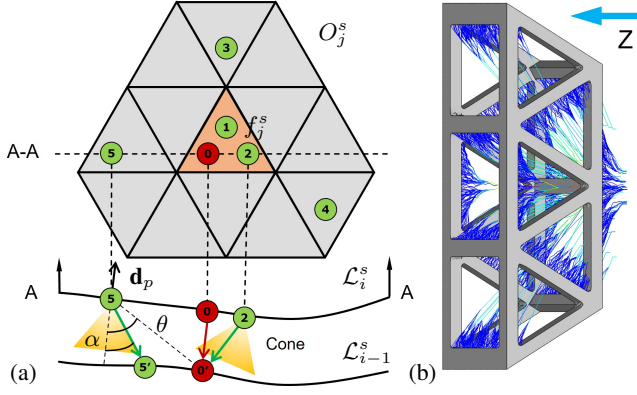 O_j^s
3
1
f_j^s
A-A
5
0
2
4
d_p
A
A
5
0
2
ℒ_i^s
α
θ
Cone
5'
0'
ℒ_{i-1}^s
(a)
Z
(b)